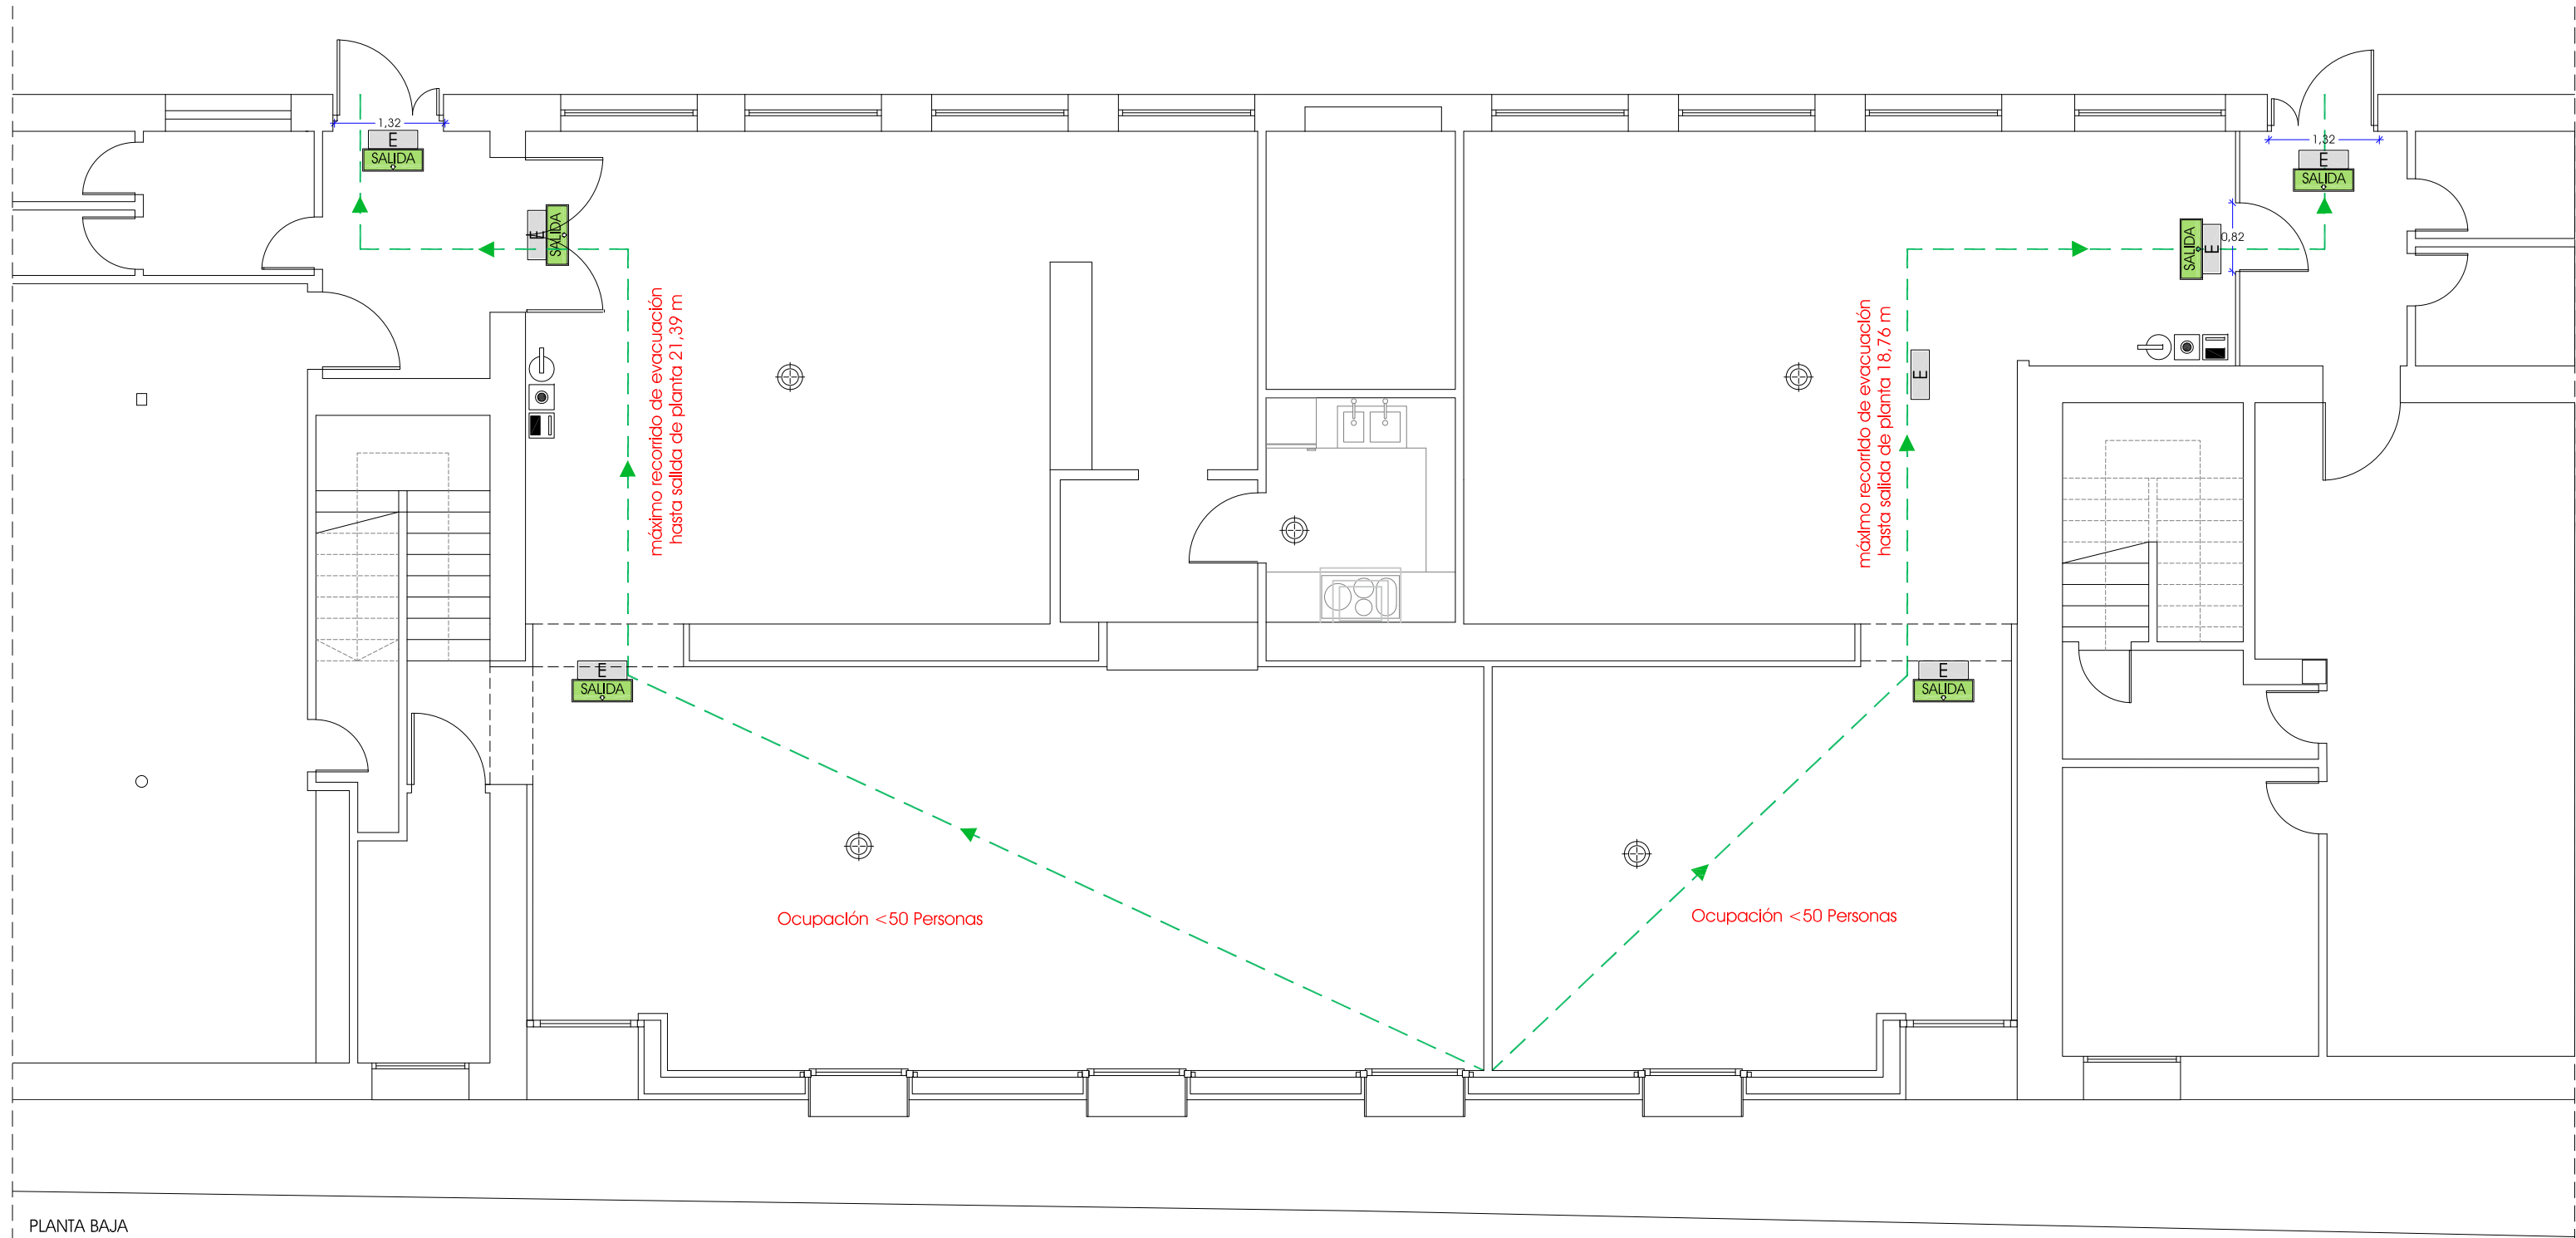 1,32
E
SALIDA
E
SALIDA
máximo recorrido de evacuación
hasta salida de planta 21,39 m
E
SALIDA
Ocupación <50 Personas
1,32
E
SALIDA
SALIDA
E
0,82
máximo recorrido de evacuación
hasta salida de planta 18,76 m
E
E
SALIDA
Ocupación <50 Personas
PLANTA BAJA